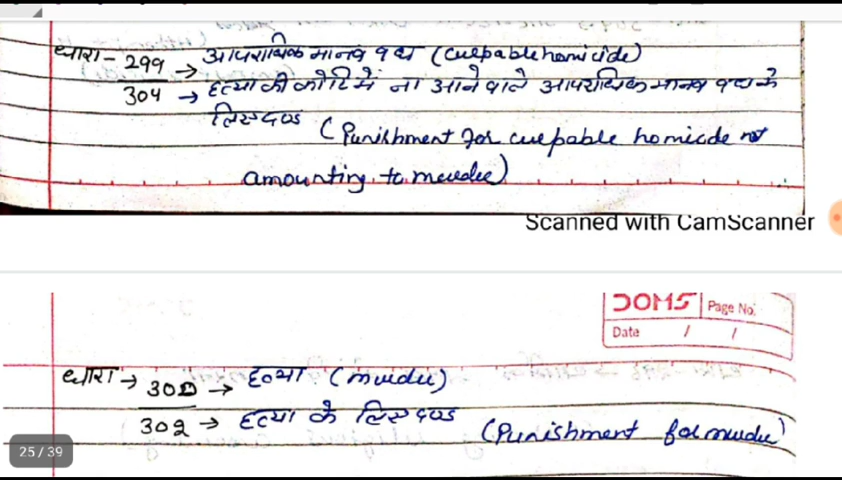 धारा - 299 → आपराधिक मानव वध (culpable homicide)
304 → हत्या की कोटि में ना आने वाले आपराधिक मानव वध के
लिए दण्ड (Punishment for culpable homicide not
amounting to murder)
Scanned with CamScanner
DOMS Page No.
Date / /
धारा → 300 → हत्या (murder)
302 → हत्या के लिए दण्ड (Punishment for murder)
25 / 39